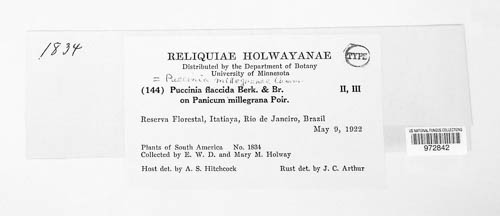 1834
RELIQUIAE HOLWAYANAE
TYPE
Distributed by the Department of Botany
University of Minnesota
= Puccinia millegranae
(144) Puccinia flaccida Berk. & Br. II, III
on Panicum millegrana Poir.
Reserva Florestal, Itatiaya, Rio de Janeiro, Brazil
May 9, 1922
Plants of South America No. 1834
Collected by E. W. D. and Mary M. Holway
Host det. by A. S. Hitchcock Rust det. by J. C. Arthur
US NATIONAL FUNGUS COLLECTIONS
972842